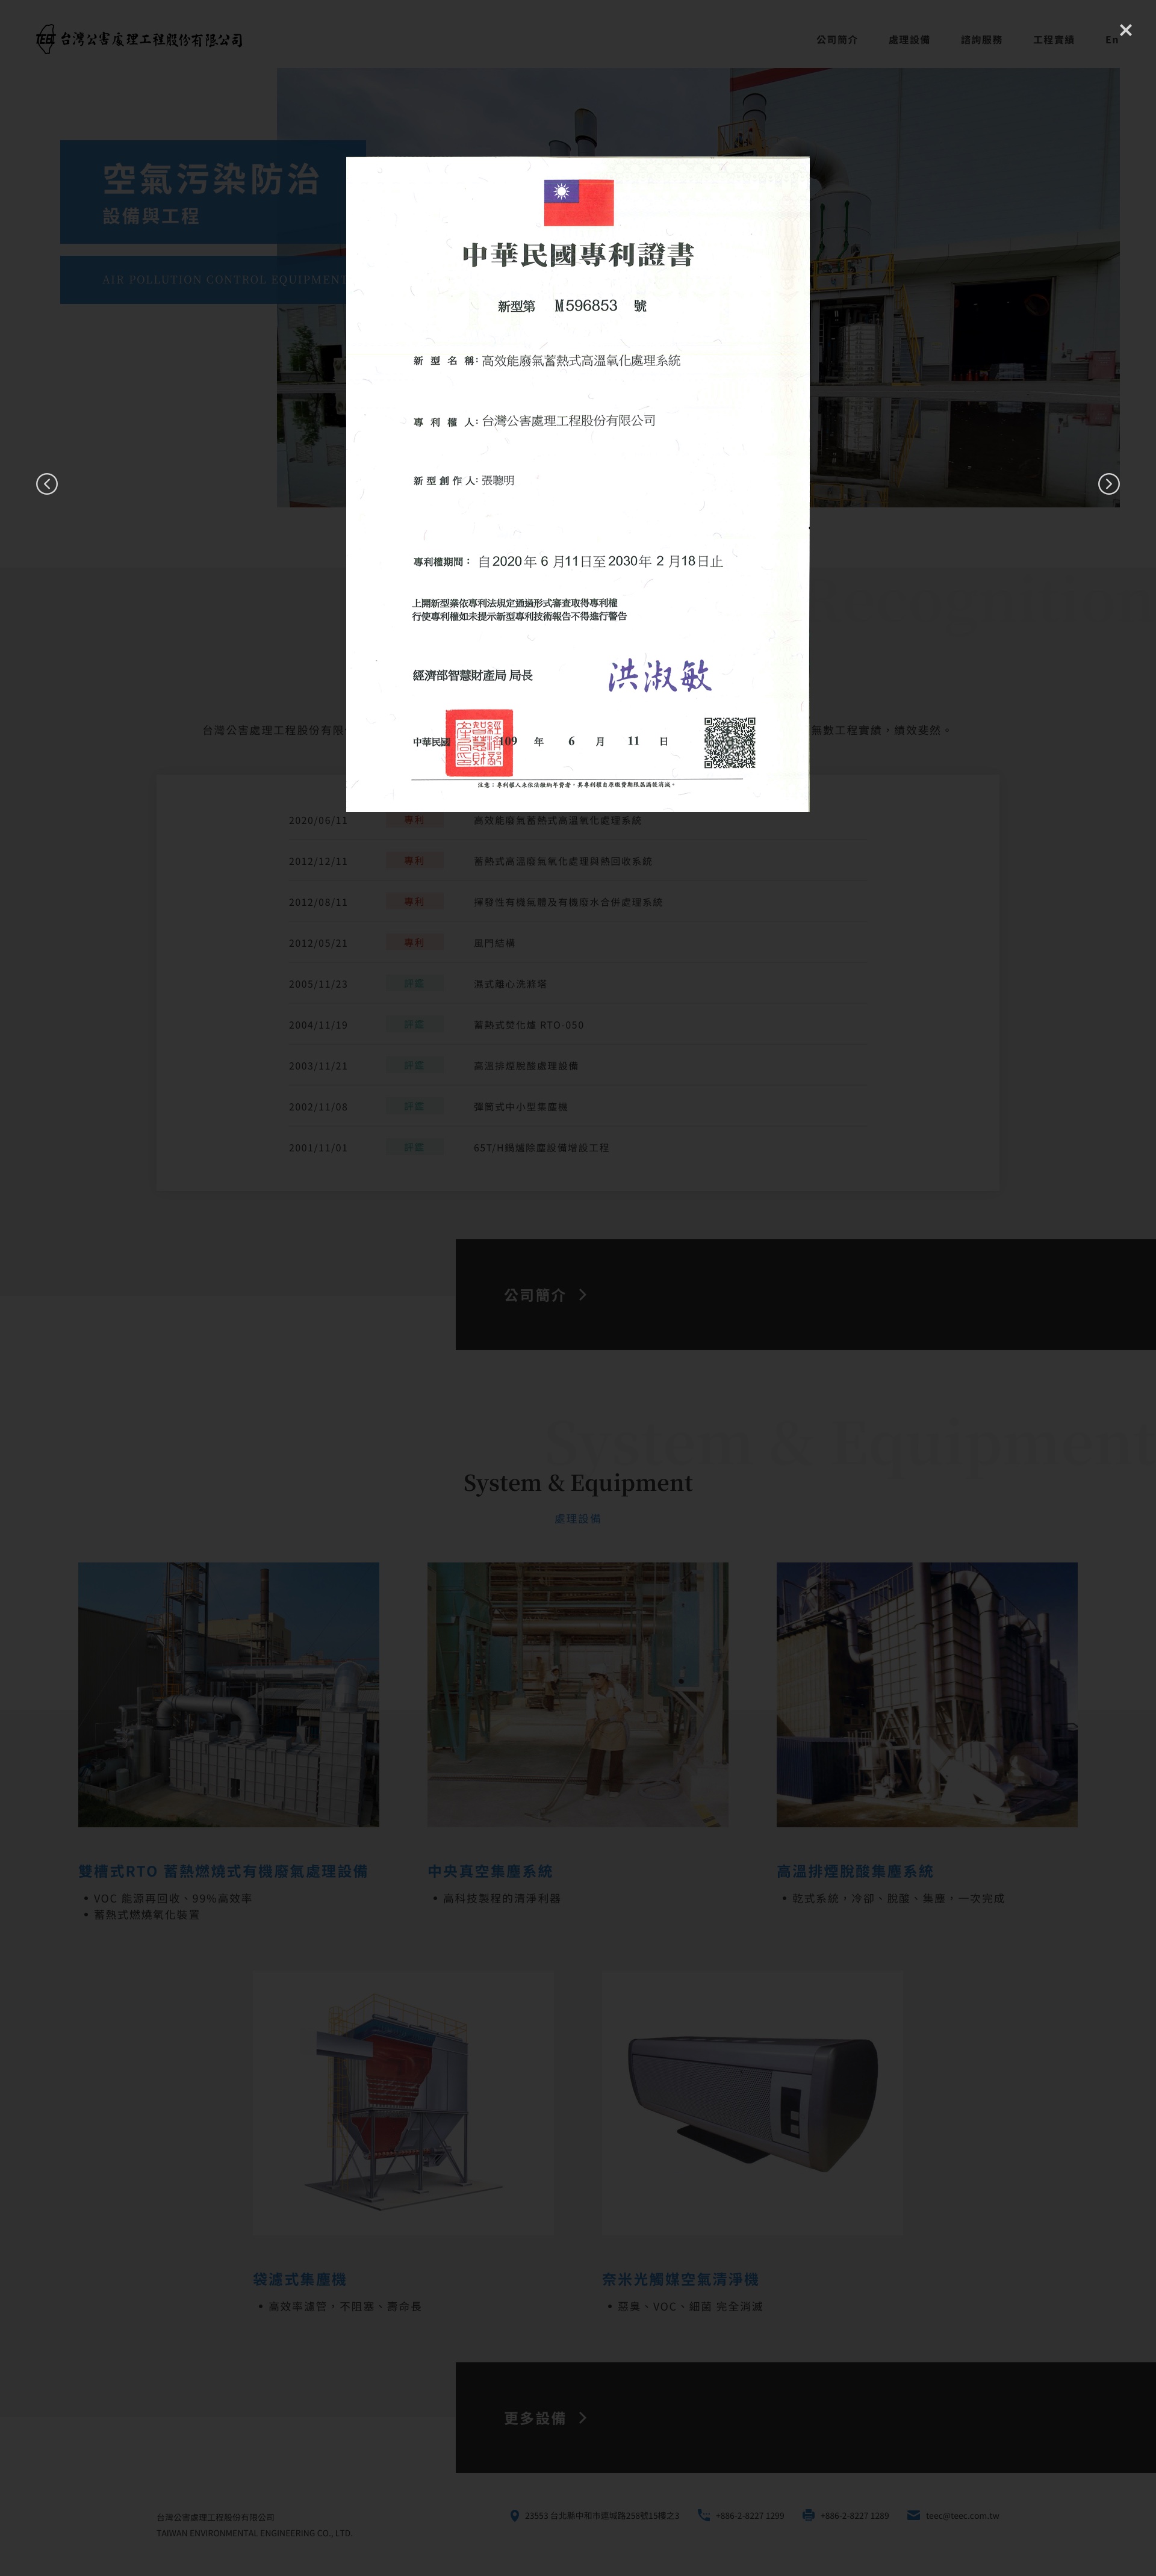 台灣公害處理工程股份有限公司
公司簡介
處理設備
諮詢服務
工程實績
En
空氣污染防治
設備與工程
AIR POLLUTION CONTROL EQUIPMENT
中華民國專利證書
新型第 M596853 號
新型名稱：高效能廢氣蓄熱式高溫氧化處理系統
專利權人：台灣公害處理工程股份有限公司
新型創作人：張聰明
專利權期間：自2020年6月11日至2030年2月18日止
上開新型業依專利法規定通過形式審查取得專利權
行使專利權如未提示新型專利技術報告不得進行警告
經濟部智慧財產局 局長 洪淑敏
中華民國 109 年 6 月 11 日
注意：專利權人未依法繳納年費者，其專利權自原繳費期限屆滿後消滅。
台灣公害處理工程股份有限
無數工程實績，績效斐然。
2020/06/11 專利 高效能廢氣蓄熱式高溫氧化處理系統
2012/12/11 專利 蓄熱式高溫廢氣氧化處理與熱回收系統
2012/08/11 專利 揮發性有機氣體及有機廢水合併處理系統
2012/05/21 專利 風門結構
2005/11/23 評鑑 濕式離心洗滌塔
2004/11/19 評鑑 蓄熱式焚化爐 RTO-050
2003/11/21 評鑑 高溫排煙脫酸處理設備
2002/11/08 評鑑 彈筒式中小型集塵機
2001/11/01 評鑑 65T/H鍋爐除塵設備增設工程
公司簡介
System & Equipment
System & Equipment
處理設備
雙槽式RTO 蓄熱燃燒式有機廢氣處理設備
• VOC 能源再回收、99%高效率
• 蓄熱式燃燒氧化裝置
中央真空集塵系統
• 高科技製程的清淨利器
高溫排煙脫酸集塵系統
• 乾式系統，冷卻、脫酸、集塵，一次完成
袋濾式集塵機
• 高效率濾管，不阻塞、壽命長
奈米光觸媒空氣清淨機
• 惡臭、VOC、細菌 完全消滅
更多設備
台灣公害處理工程股份有限公司
TAIWAN ENVIRONMENTAL ENGINEERING CO., LTD.
23553 台北縣中和市連城路258號15樓之3
+886-2-8227 1299
+886-2-8227 1289
teec@teec.com.tw